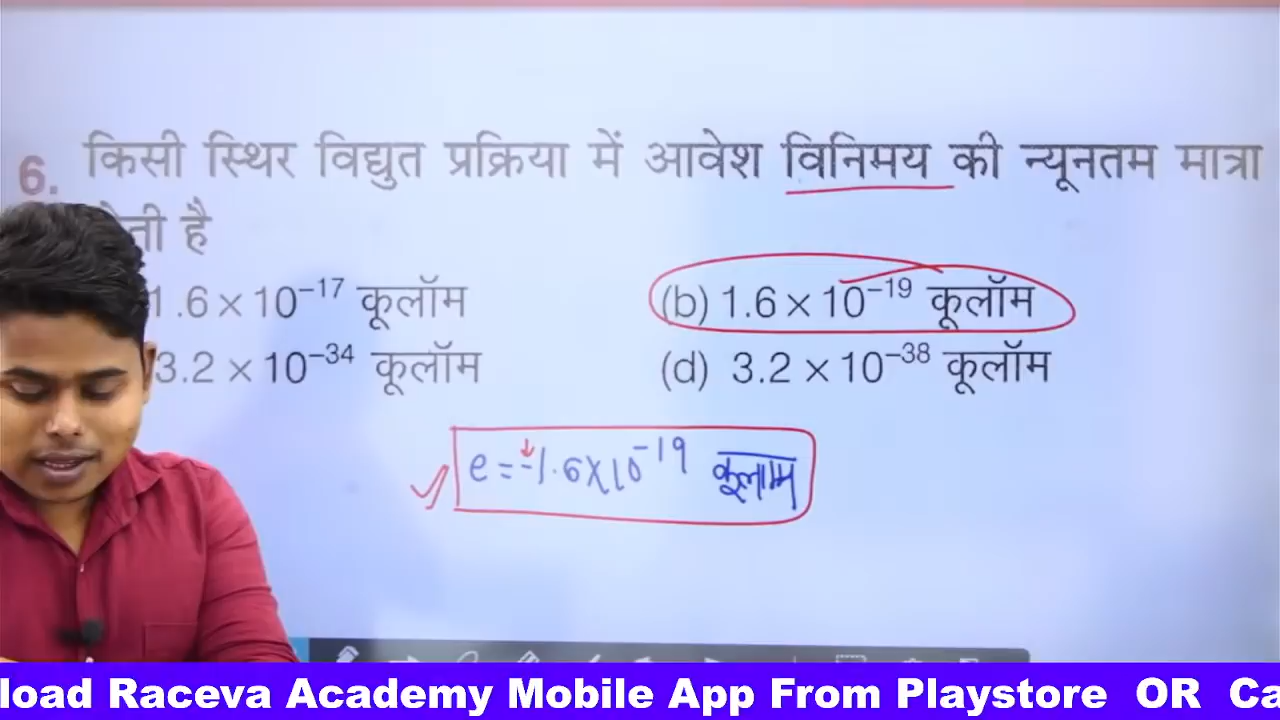 6. किसी स्थिर विद्युत प्रक्रिया में आवेश विनिमय की न्यूनतम मात्रा
है
1.6 × 10⁻¹⁷ कूलॉम (b) 1.6 × 10⁻¹⁹ कूलॉम
3.2 × 10⁻³⁴ कूलॉम (d) 3.2 × 10⁻³⁸ कूलॉम
e = -1.6×10⁻¹⁹ कूलाम
load Raceva Academy Mobile App From Playstore OR Ca